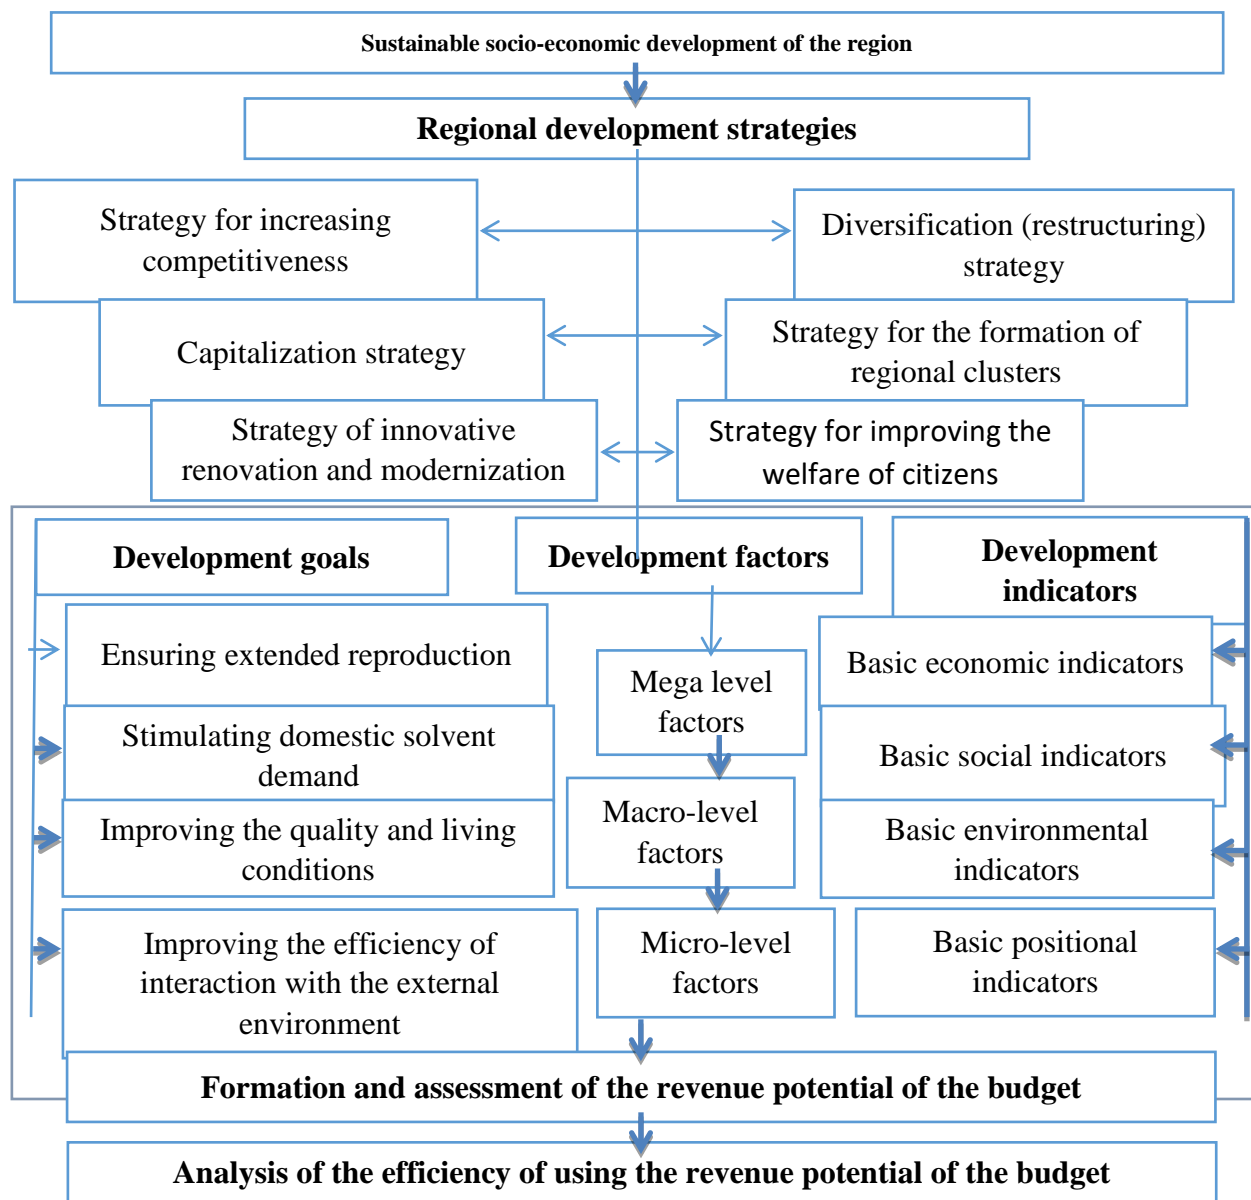 Sustainable socio-economic development of the region
Regional development strategies
Strategy for increasing
competitiveness
Diversification (restructuring)
strategy
Capitalization strategy
Strategy for the formation of
regional clusters
Strategy of innovative
renovation and modernization
Strategy for improving the
welfare of citizens
Development goals
Development factors
Development
indicators
Ensuring extended reproduction
Stimulating domestic solvent
demand
Improving the quality and living
conditions
Improving the efficiency of
interaction with the external
environment
Mega level
factors
Macro-level
factors
Micro-level
factors
Basic economic indicators
Basic social indicators
Basic environmental
indicators
Basic positional
indicators
Formation and assessment of the revenue potential of the budget
Analysis of the efficiency of using the revenue potential of the budget